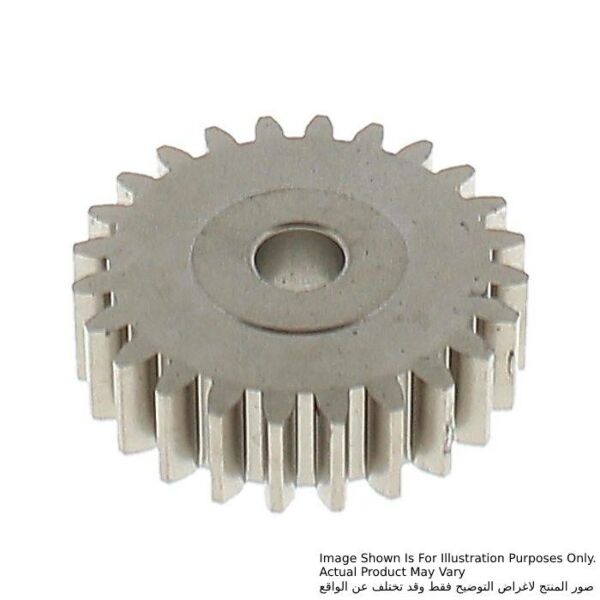 Image Shown Is For Illustration Purposes Only.
Actual Product May Vary
صور المنتج لاغراض التوضيح فقط وقد تختلف عن الواقع